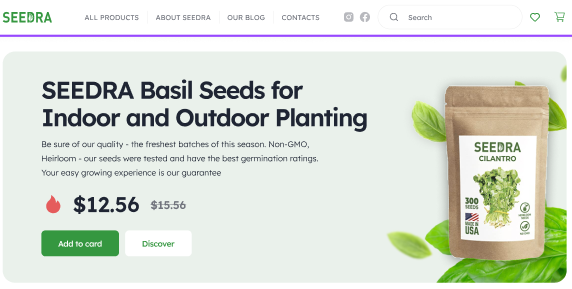 SEEDRA
ALL PRODUCTS
ABOUT SEEDRA
OUR BLOG
CONTACTS
Search
SEEDRA Basil Seeds for
Indoor and Outdoor Planting
Be sure of our quality - the freshest batches of this season. Non-GMO,
Heirloom - our seeds were tested and have the best germination ratings.
Your easy growing experience is our guarantee
$12.56 $15.56
Add to card
Discover
SEEDRA
CILANTRO
300
SEEDS
MADE IN
USA